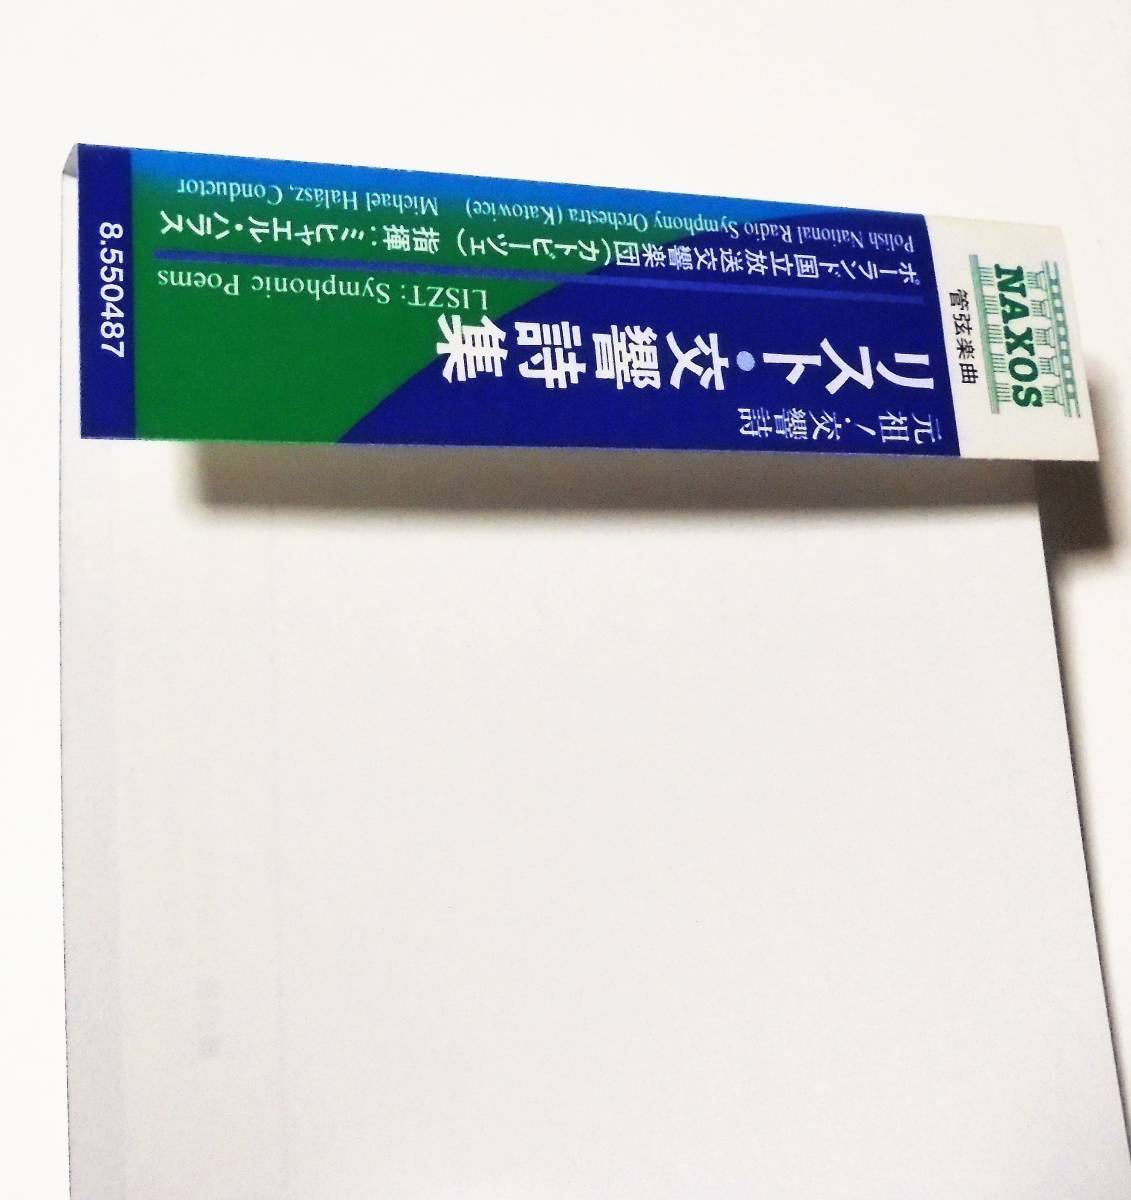 NAXOS
管弦楽曲
元祖！交響詩
リスト・交響詩集
LISZT: Symphonic Poems
ポーランド国立放送交響楽団（カトビーツェ） 指揮：ミヒャエル・ハラス
Polish National Radio Symphony Orchestra (Katowice) Michael Halász, Conductor
8.550487